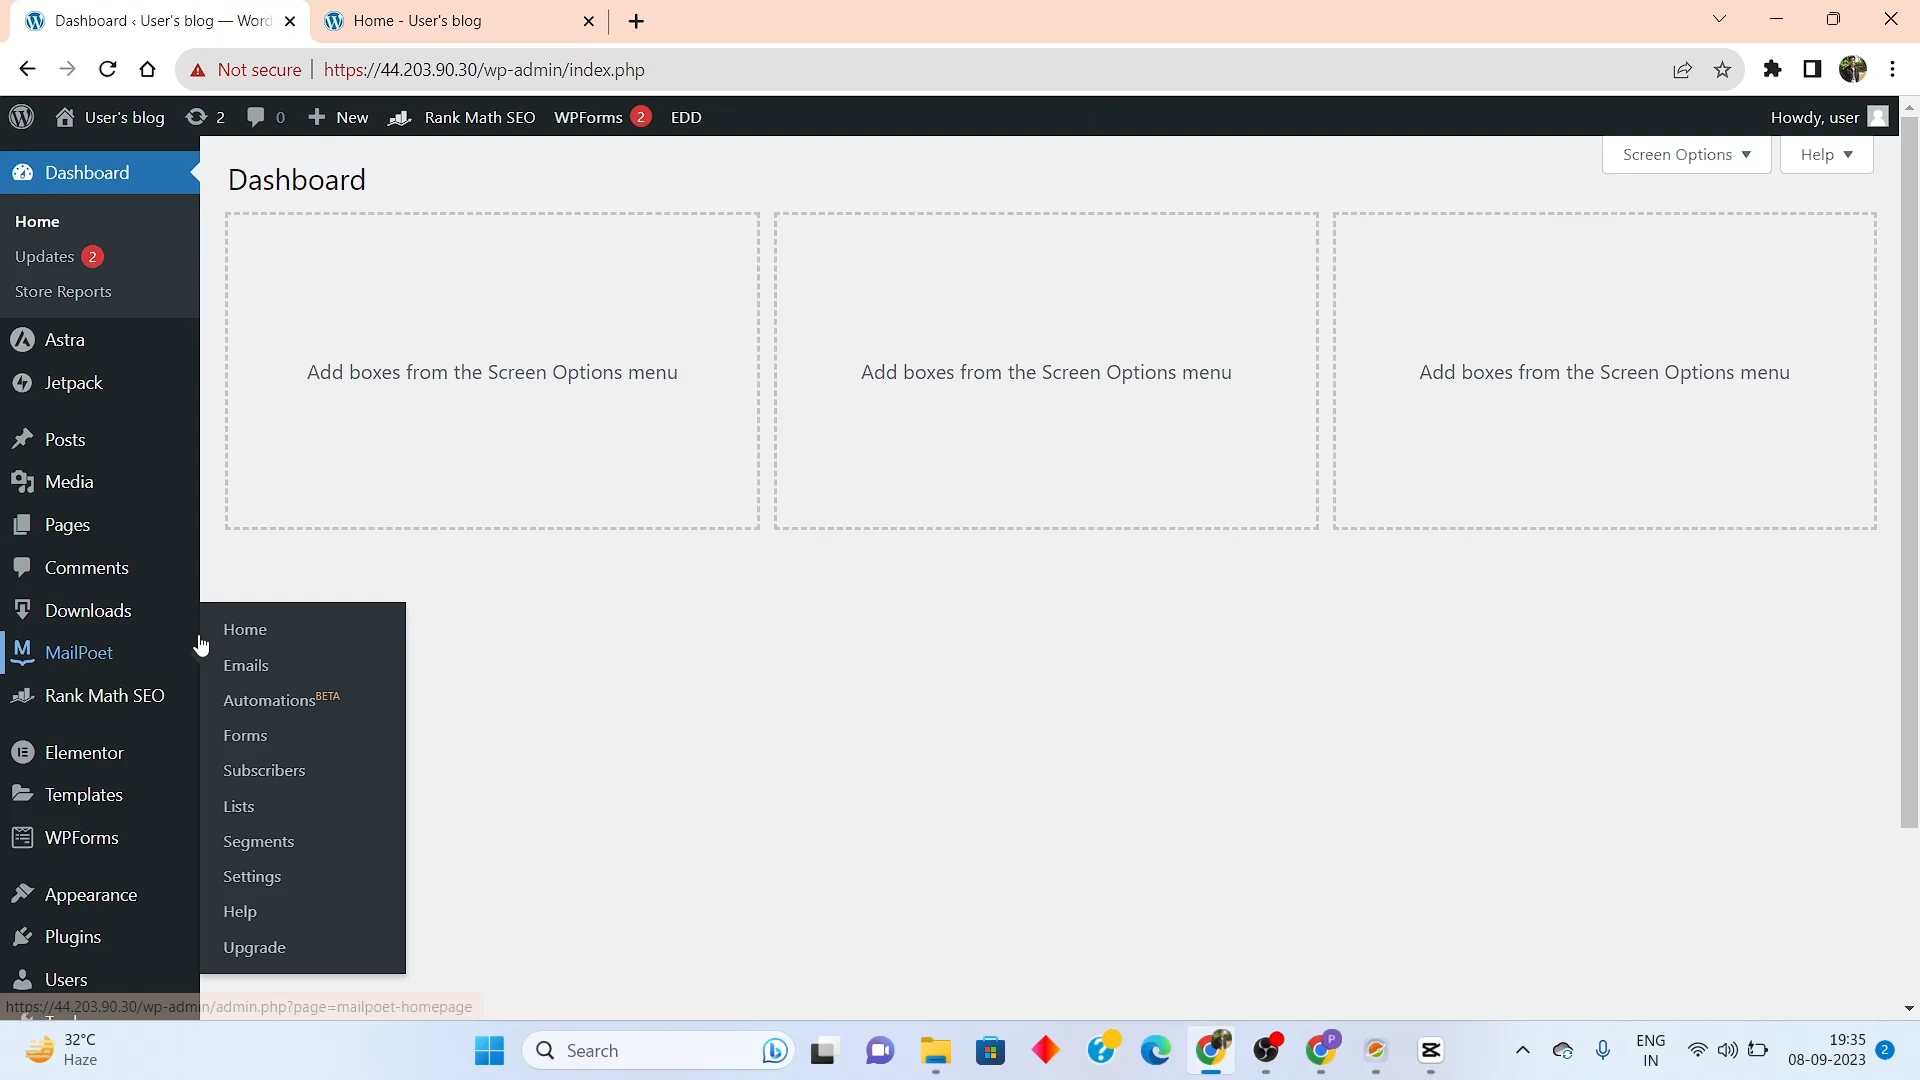 Dashboard ‹ User's blog — Word
Home - User's blog
Not secure
https://44.203.90.30/wp-admin/index.php
User's blog
2
0
New
Rank Math SEO
WPForms 2
EDD
Howdy, user
Dashboard
Home
Updates 2
Store Reports
Astra
Jetpack
Posts
Media
Pages
Comments
Downloads
MailPoet
Rank Math SEO
Elementor
Templates
WPForms
Appearance
Plugins
Users
Dashboard
Screen Options
Help
Add boxes from the Screen Options menu
Add boxes from the Screen Options menu
Add boxes from the Screen Options menu
Home
Emails
Automations BETA
Forms
Subscribers
Lists
Segments
Settings
Help
Upgrade
https://44.203.90.30/wp-admin/admin.php?page=mailpoet-homepage
32°C
Haze
Search
P
ENG
IN
19:35
08-09-2023
2